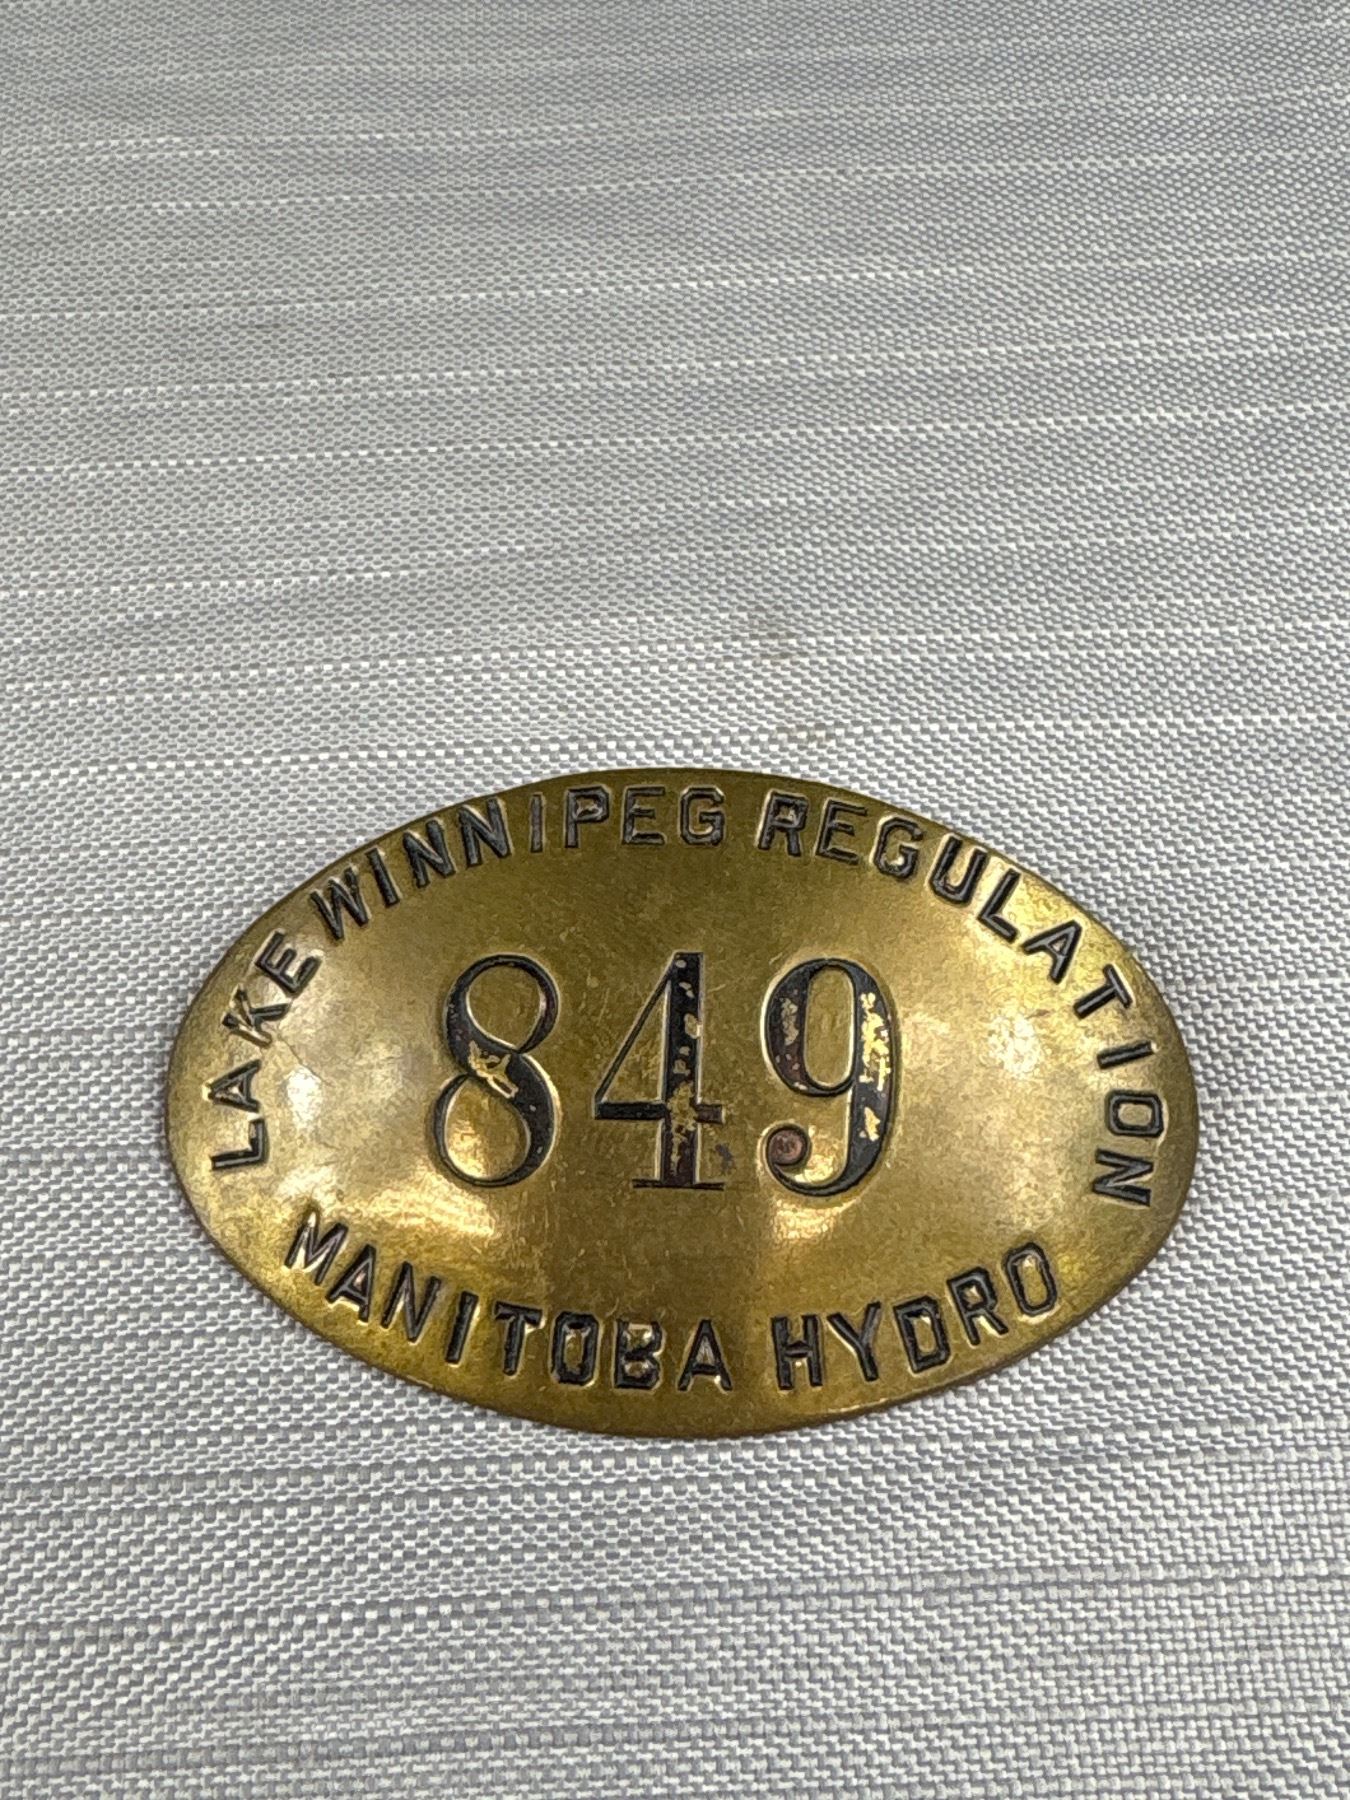 LAKE WINNIPEG REGULATION
849
MANITOBA HYDRO